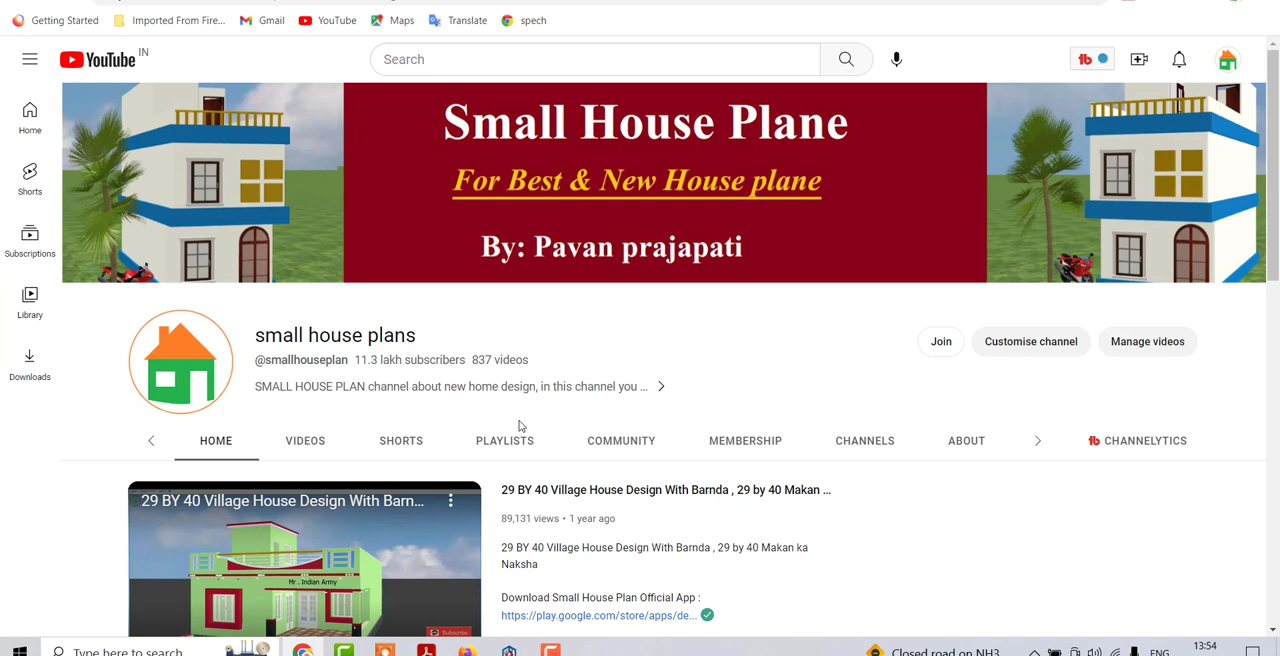 Getting Started
Imported From Fire...
Gmail
YouTube
Maps
Translate
spech
YouTube IN
Search
tb
Home
Shorts
Subscriptions
Library
Downloads
Small House Plane
For Best & New House plane
By: Pavan prajapati
small house plans
@smallhouseplan 11.3 lakh subscribers 837 videos
SMALL HOUSE PLAN channel about new home design, in this channel you ...
Join
Customise channel
Manage videos
HOME
VIDEOS
SHORTS
PLAYLISTS
COMMUNITY
MEMBERSHIP
CHANNELS
ABOUT
tb CHANNELYTICS
29 BY 40 Village House Design With Barn...
Mr . Indian Army
Subscribe
29 BY 40 Village House Design With Barnda , 29 by 40 Makan ...
89,131 views • 1 year ago
29 BY 40 Village House Design With Barnda , 29 by 40 Makan ka
Naksha
Download Small House Plan Official App :
https://play.google.com/store/apps/de...
Type here to search
Closed road on NH3
ENG
13:54